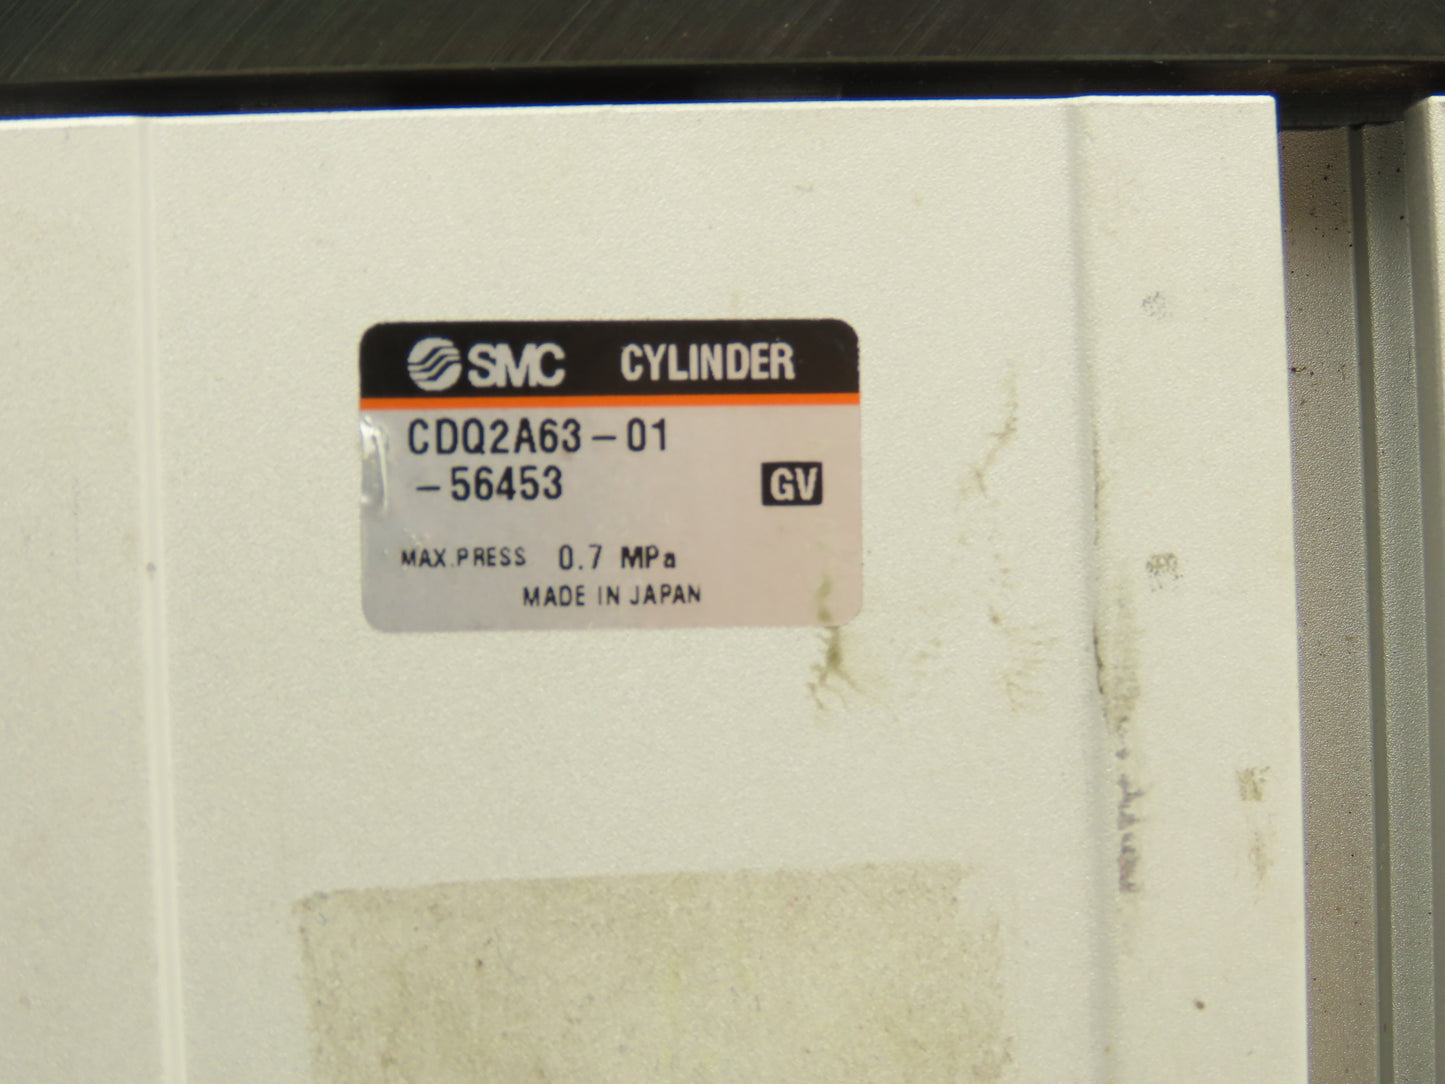 SMC CYLINDER
CDQ2A63-01
-56453
GV
MAX.PRESS 0.7 MPa
MADE IN JAPAN